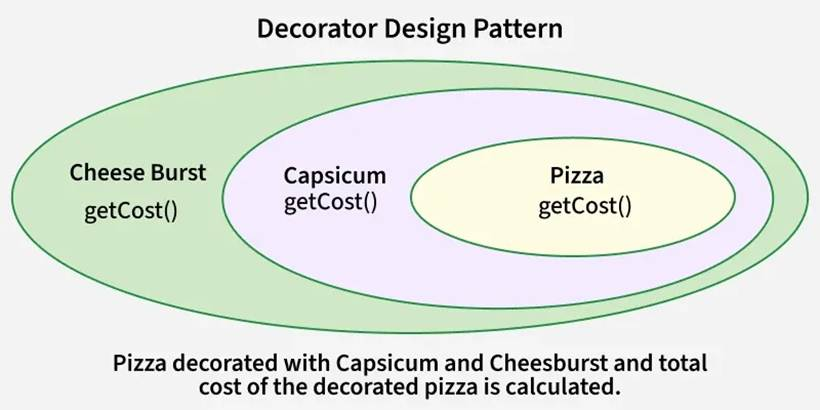 Decorator Design Pattern
Cheese Burst
getCost()
Capsicum
getCost()
Pizza
getCost()
Pizza decorated with Capsicum and Cheesburst and total
cost of the decorated pizza is calculated.